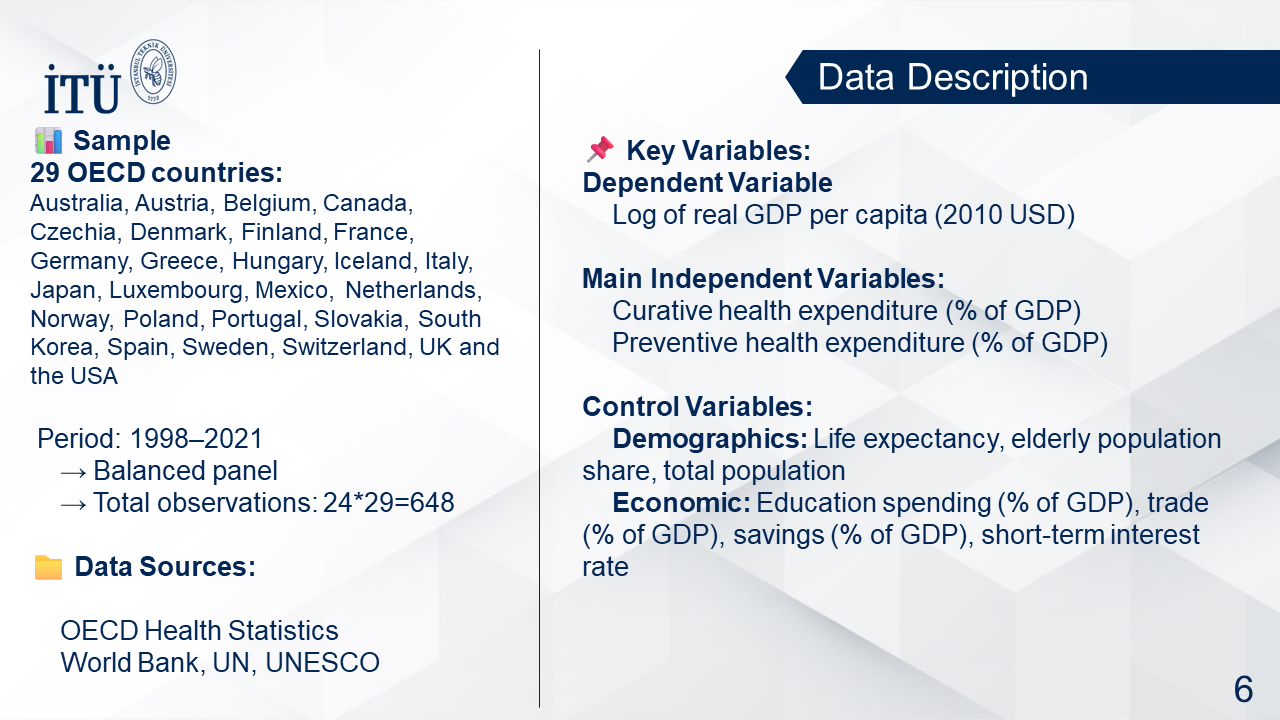 İTÜ
İSTANBUL TEKNİK ÜNİVERSİTESİ
1773
Data Description
Sample
29 OECD countries:
Australia, Austria, Belgium, Canada,
Czechia, Denmark, Finland, France,
Germany, Greece, Hungary, Iceland, Italy,
Japan, Luxembourg, Mexico, Netherlands,
Norway, Poland, Portugal, Slovakia, South
Korea, Spain, Sweden, Switzerland, UK and
the USA
Period: 1998–2021
→ Balanced panel
→ Total observations: 24*29=648
Data Sources:
OECD Health Statistics
World Bank, UN, UNESCO
Key Variables:
Dependent Variable
Log of real GDP per capita (2010 USD)
Main Independent Variables:
Curative health expenditure (% of GDP)
Preventive health expenditure (% of GDP)
Control Variables:
Demographics: Life expectancy, elderly population
share, total population
Economic: Education spending (% of GDP), trade
(% of GDP), savings (% of GDP), short-term interest
rate
6